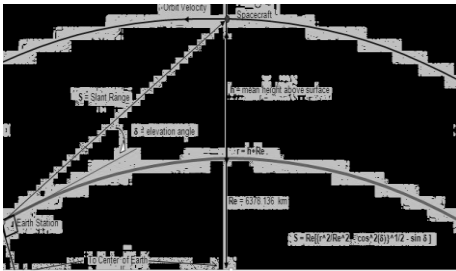 Orbit Velocity
Spacecraft
S = Slant Range
h = mean height above surface
δ = elevation angle
r = h+Re
Re = 6378.136 km
Earth Station
S = Re[{r^2/Re^2 - cos^2(δ)}^1/2 - sin δ ]
To Center of Earth